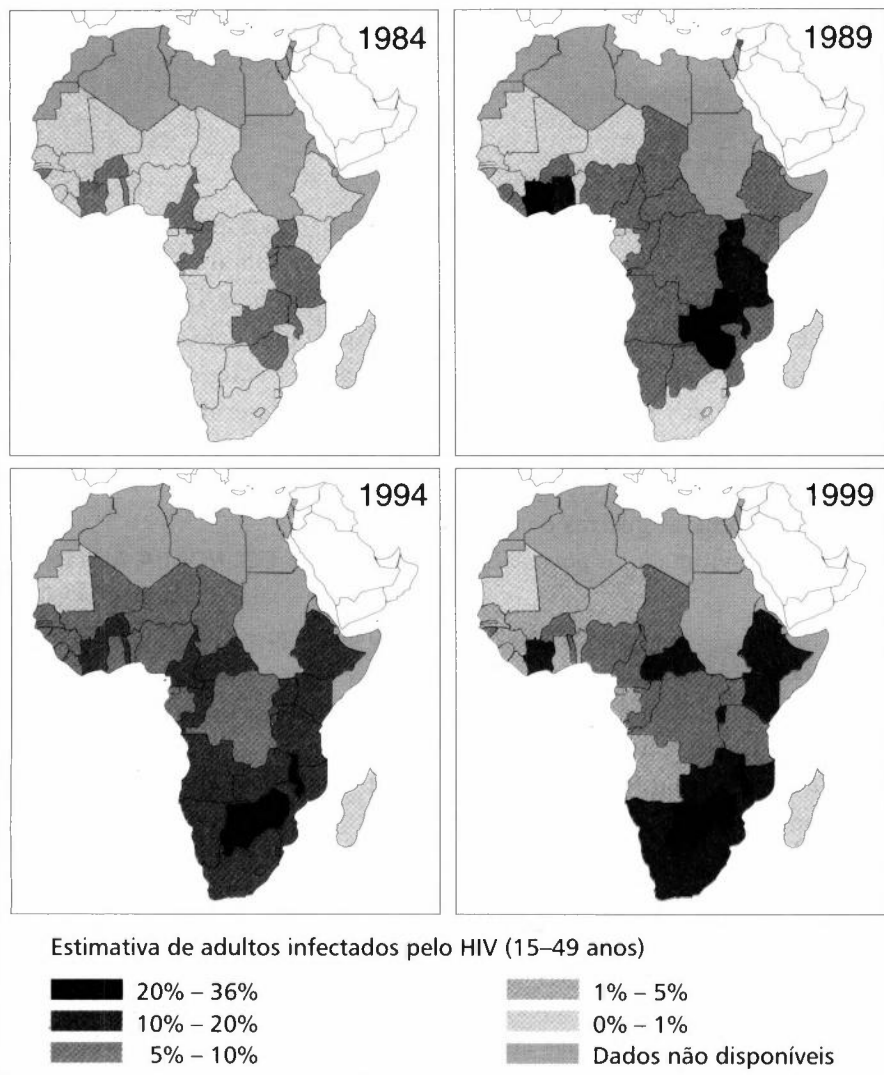 1984
1989
1994
1999
Estimativa de adultos infectados pelo HIV (15–49 anos)
20% – 36%
10% – 20%
5% – 10%
1% – 5%
0% – 1%
Dados não disponíveis